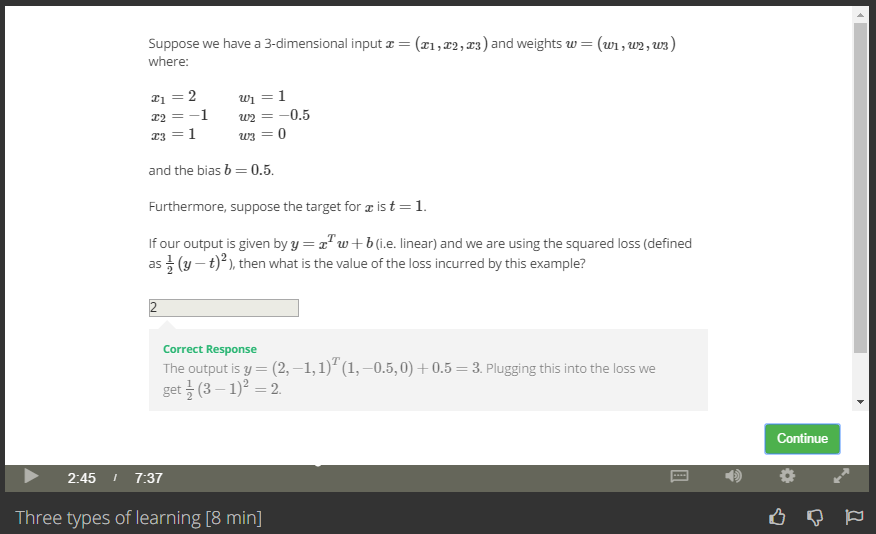 Suppose we have a 3-dimensional input x = (x₁, x₂, x₃) and weights w = (w₁, w₂, w₃)
where:
x₁ = 2 w₁ = 1
x₂ = −1 w₂ = −0.5
x₃ = 1 w₃ = 0
and the bias b = 0.5.
Furthermore, suppose the target for x is t = 1.
If our output is given by y = xᵀw + b (i.e. linear) and we are using the squared loss (defined
as ½(y − t)²), then what is the value of the loss incurred by this example?
2
Correct Response
The output is y = (2, −1, 1)ᵀ(1, −0.5, 0) + 0.5 = 3. Plugging this into the loss we
get ½(3 − 1)² = 2.
Continue
2:45 / 7:37
Three types of learning [8 min]